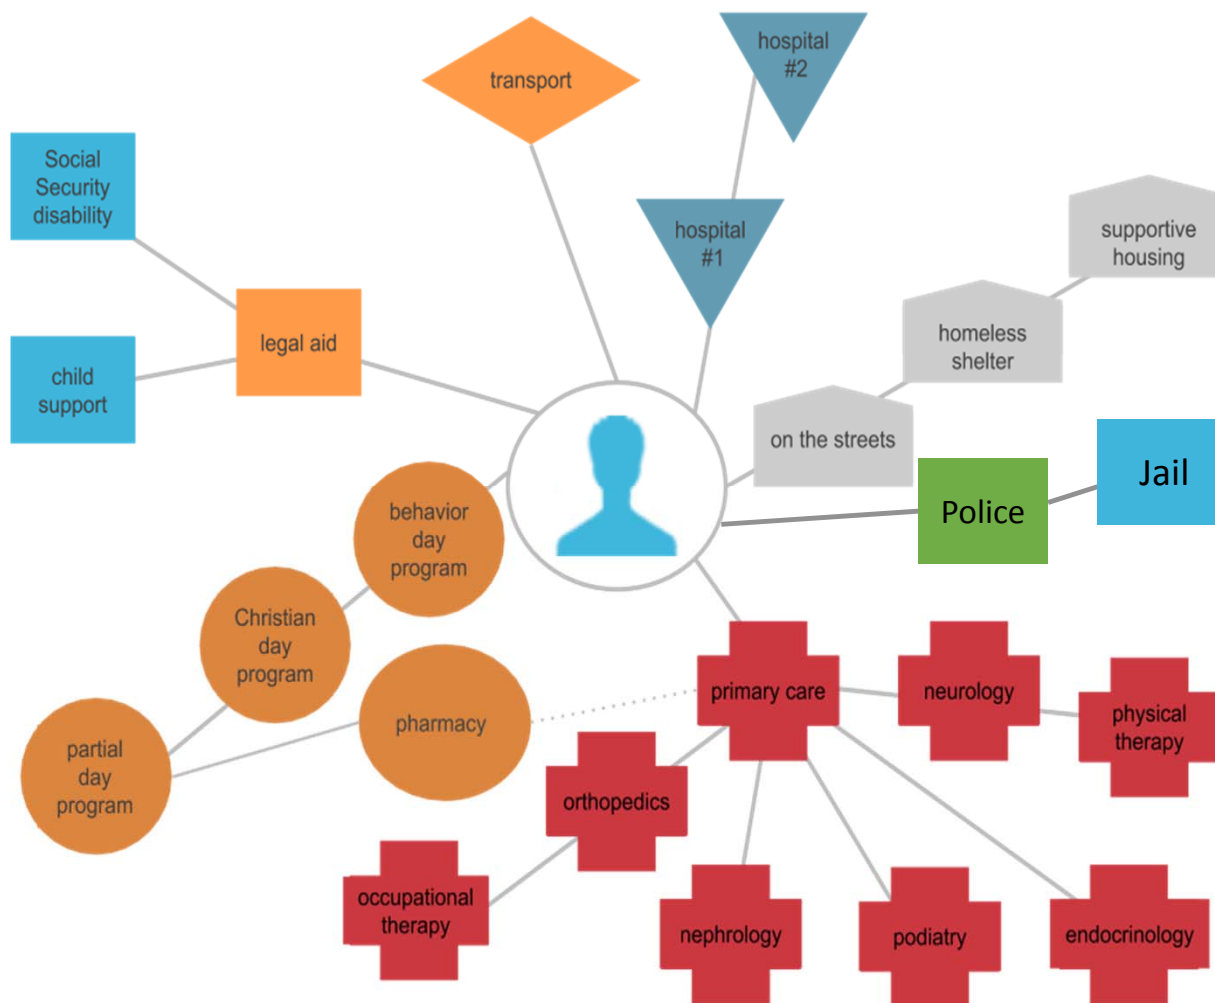 transport
hospital
#2
Social
Security
disability
hospital
#1
supportive
housing
legal aid
homeless
shelter
child
support
on the streets
Jail
Police
behavior
day
program
Christian
day
program
primary care
neurology
physical
therapy
pharmacy
partial
day
program
orthopedics
occupational
therapy
nephrology
podiatry
endocrinology